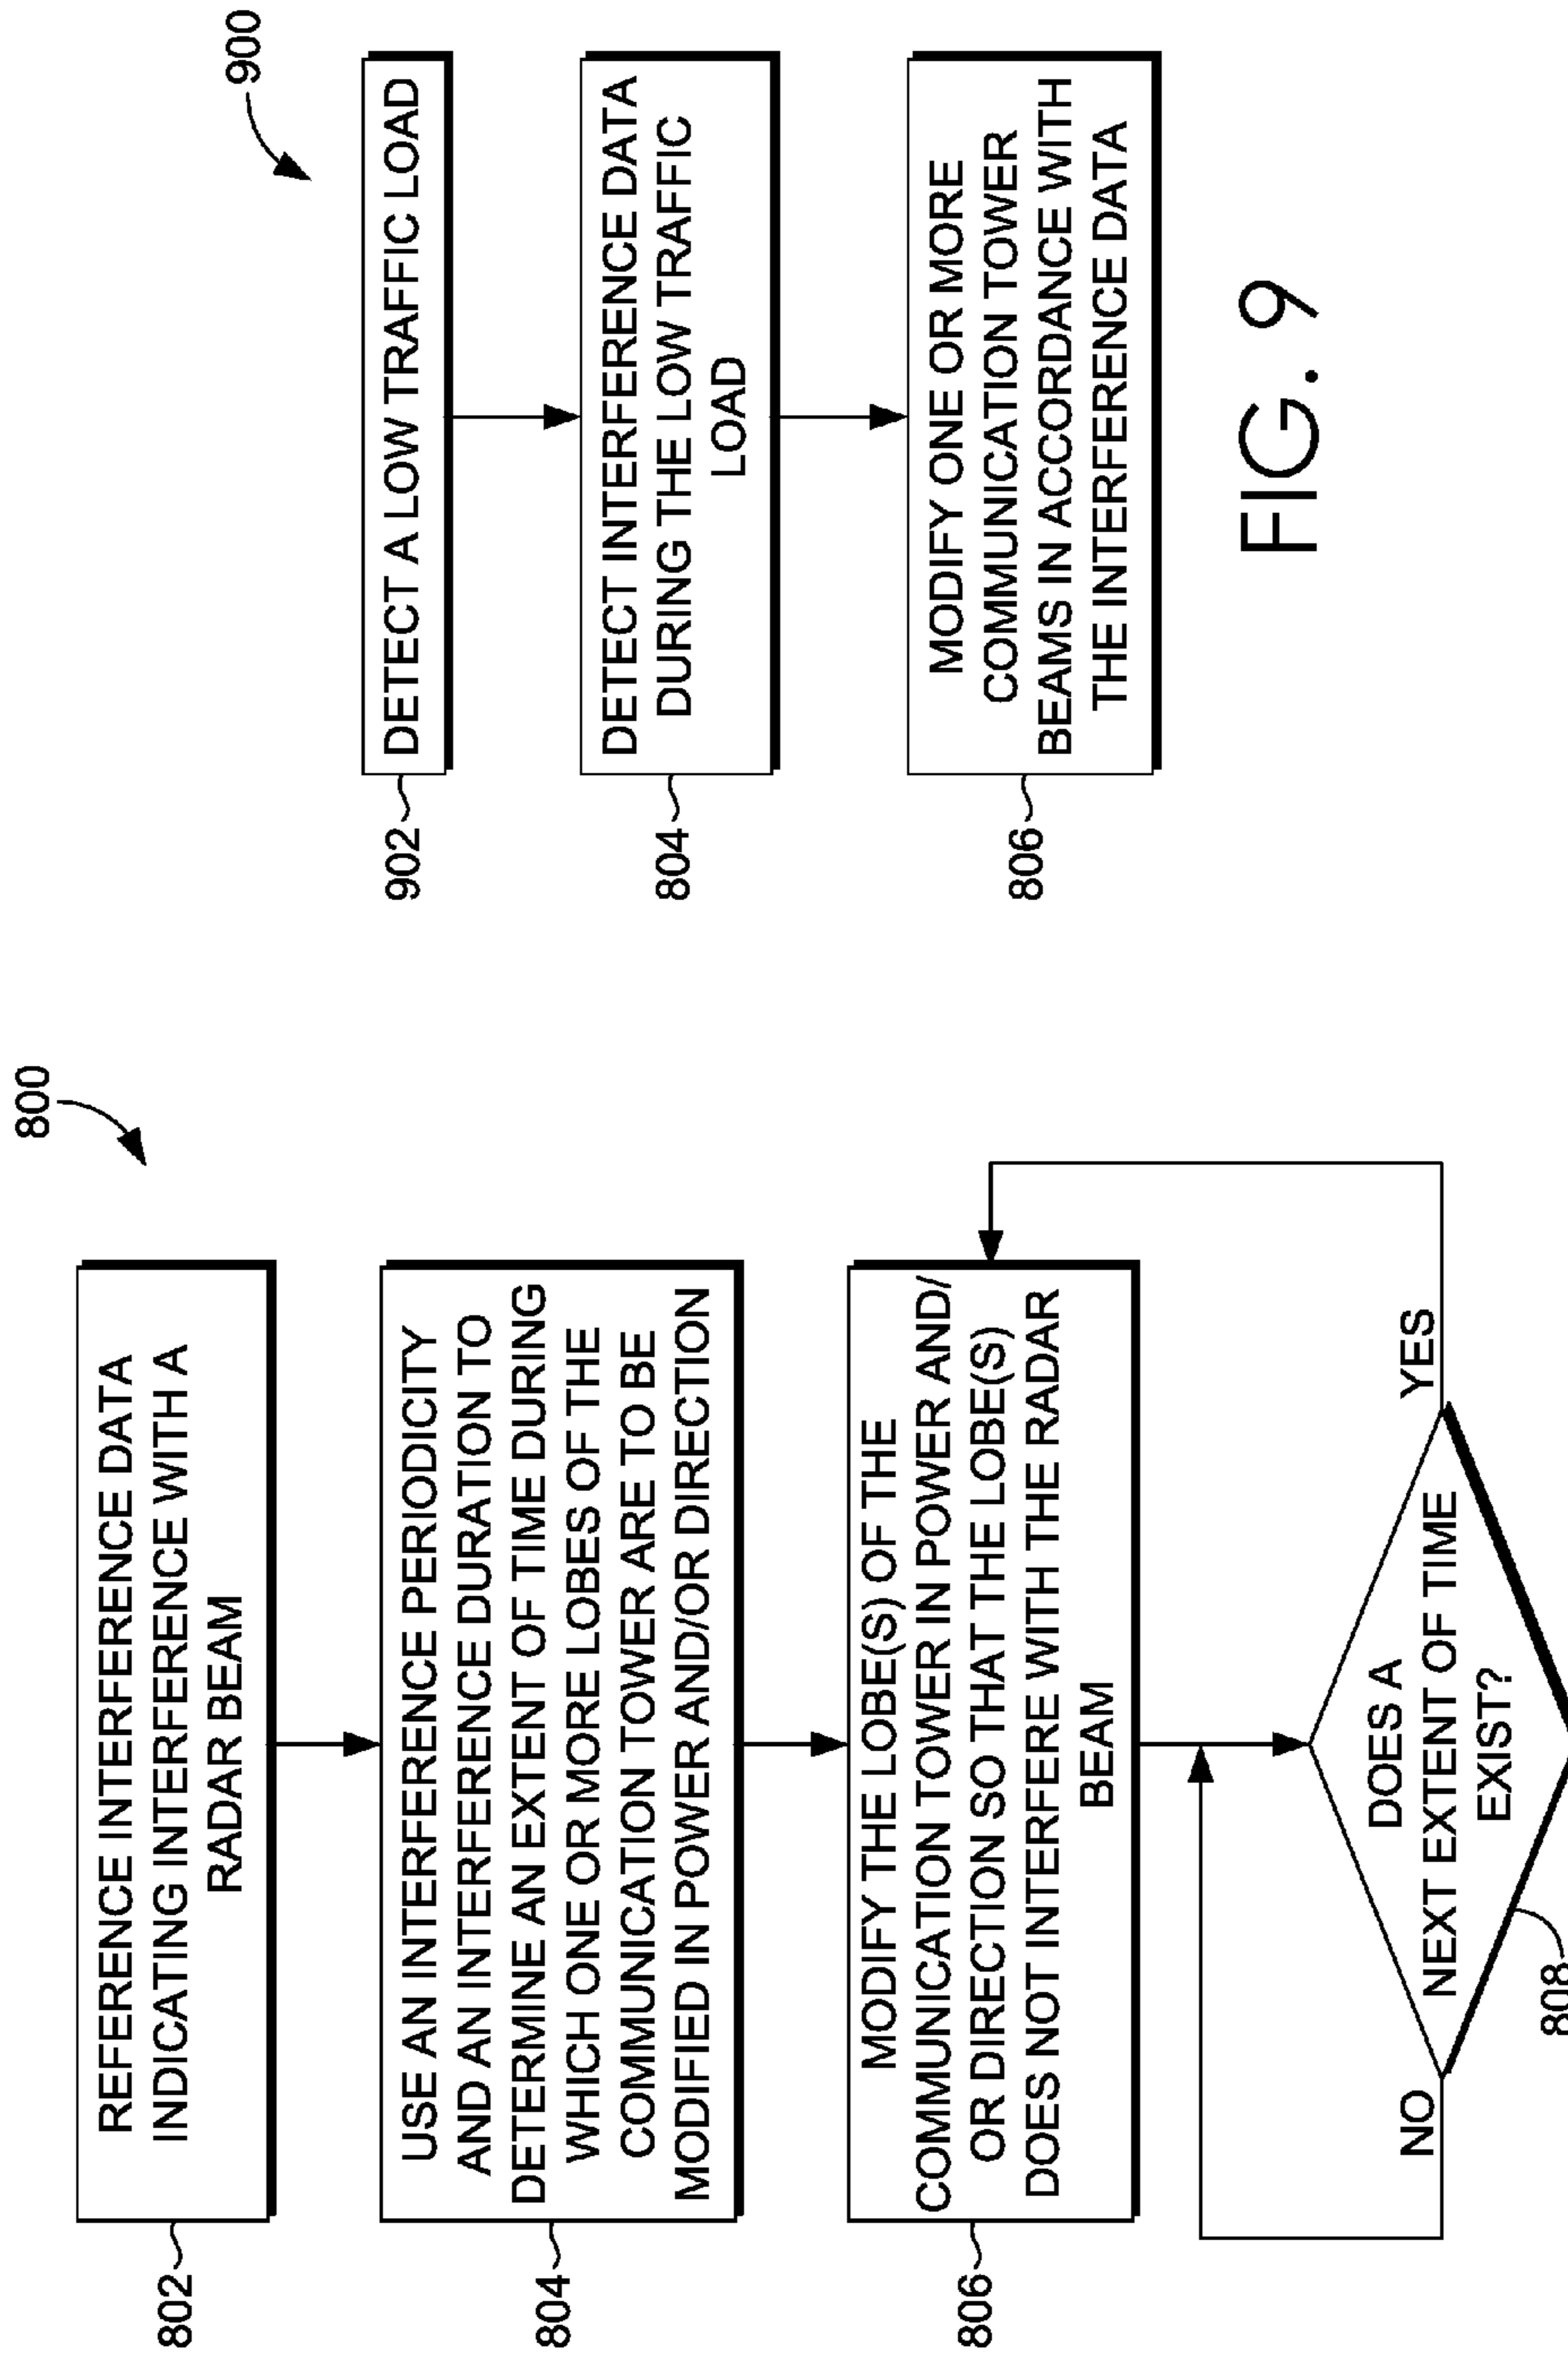 800
802
REFERENCE INTERFERENCE DATA
INDICATING INTERFERENCE WITH A
RADAR BEAM
804
USE AN INTERFERENCE PERIODICITY
AND AN INTERFERENCE DURATION TO
DETERMINE AN EXTENT OF TIME DURING
WHICH ONE OR MORE LOBES OF THE
COMMUNICATION TOWER ARE TO BE
MODIFIED IN POWER AND/OR DIRECTION
806
MODIFY THE LOBE(S) OF THE
COMMUNICATION TOWER IN POWER AND/
OR DIRECTION SO THAT THE LOBE(S)
DOES NOT INTERFERE WITH THE RADAR
BEAM
NO
YES
DOES A
NEXT EXTENT OF TIME
EXIST?
808
900
902
DETECT A LOW TRAFFIC LOAD
804
DETECT INTERFERENCE DATA
DURING THE LOW TRAFFIC
LOAD
806
MODIFY ONE OR MORE
COMMUNICATION TOWER
BEAMS IN ACCORDANCE WITH
THE INTERFERENCE DATA
FIG. 9